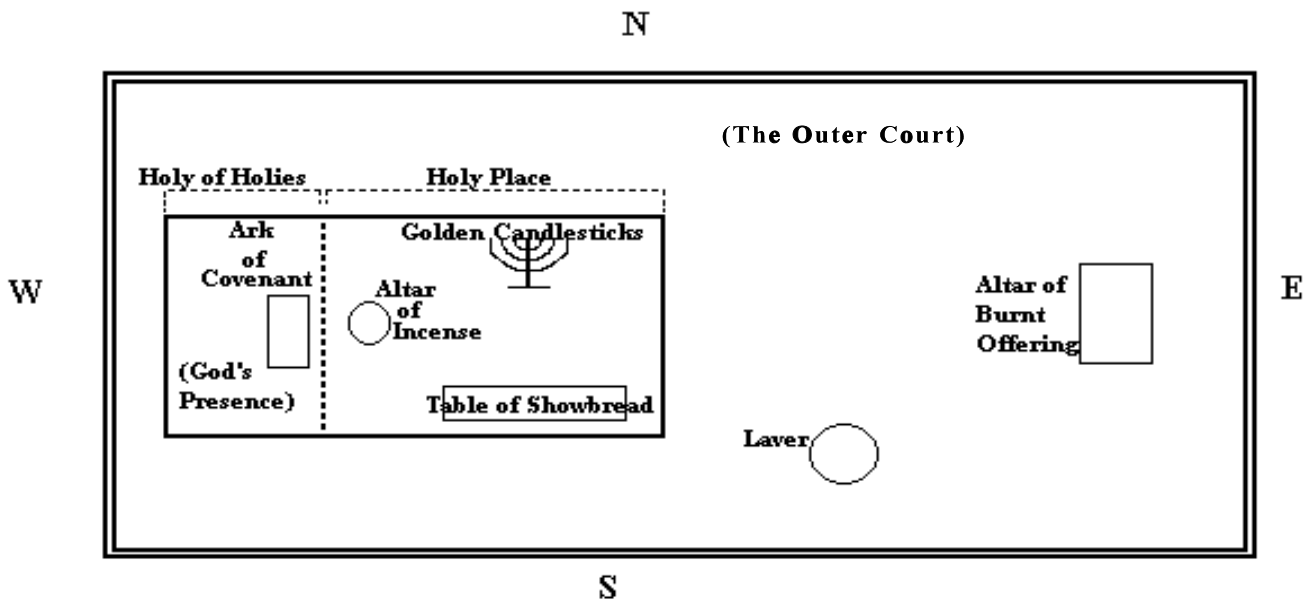 N
(The Outer Court)
Holy of Holies
Holy Place
Ark
of
Covenant
Golden Candlesticks
W
Altar
of
Incense
Altar of
Burnt
Offering
E
(God's
Presence)
Table of Showbread
Laver
S